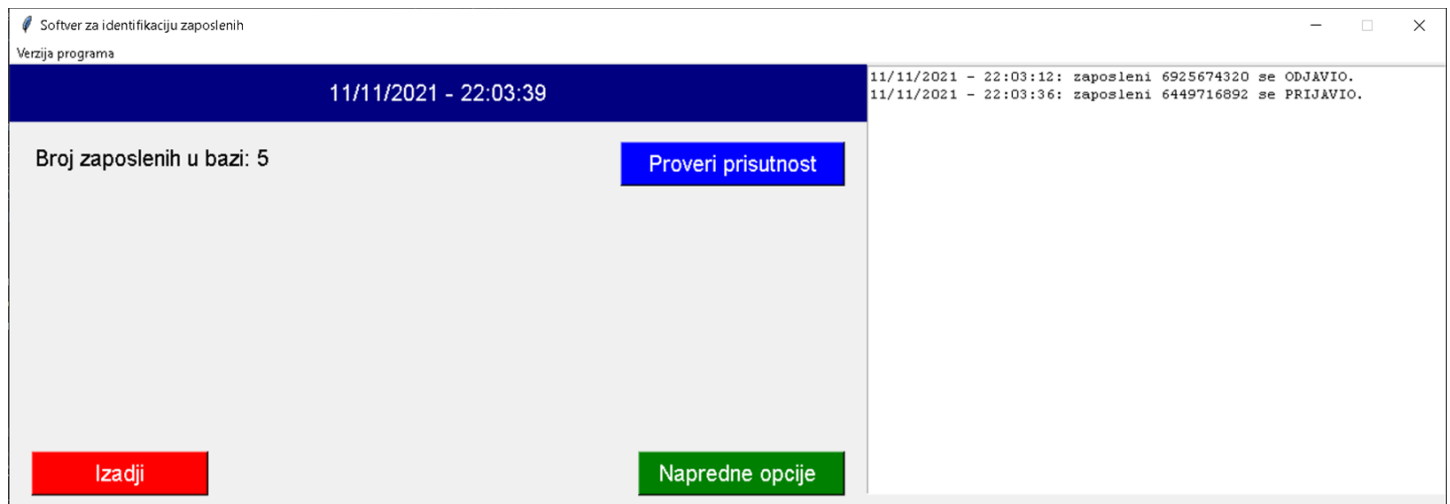 Softver za identifikaciju zaposlenih
Verzija programa
11/11/2021 - 22:03:39
Broj zaposlenih u bazi: 5
Proveri prisutnost
Izadji
Napredne opcije
11/11/2021 - 22:03:12: zaposleni 6925674320 se ODJAVIO.
11/11/2021 - 22:03:36: zaposleni 6449716892 se PRIJAVIO.